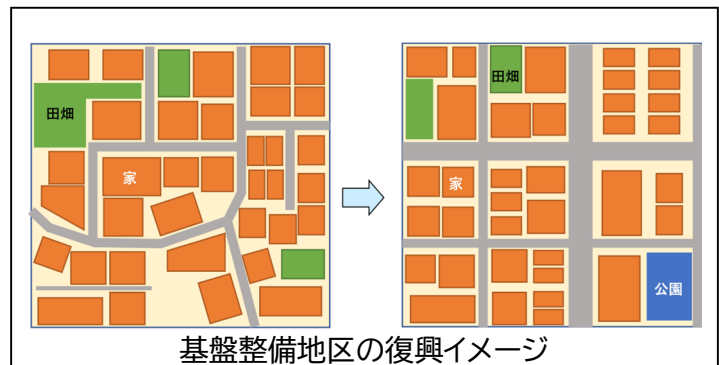 田畑
家
田畑
家
公園
基盤整備地区の復興イメージ